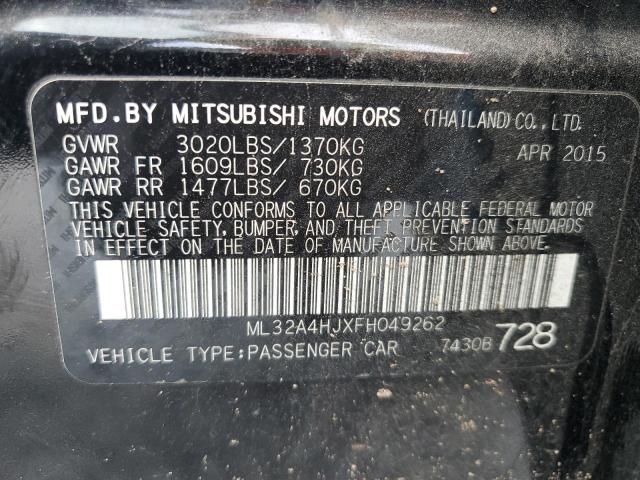 MFD.BY MITSUBISHI MOTORS (THAILAND) CO.,LTD.
GVWR 3020LBS/1370KG APR 2015
GAWR FR 1609LBS/ 730KG
GAWR RR 1477LBS/ 670KG
THIS VEHICLE CONFORMS TO ALL APPLICABLE FEDERAL MOTOR
VEHICLE SAFETY, BUMPER, AND THEFT PREVENTION STANDARDS
IN EFFECT ON THE DATE OF MANUFACTURE SHOWN ABOVE.
ML32A4HJXFH049262
VEHICLE TYPE:PASSENGER CAR 7430B 728